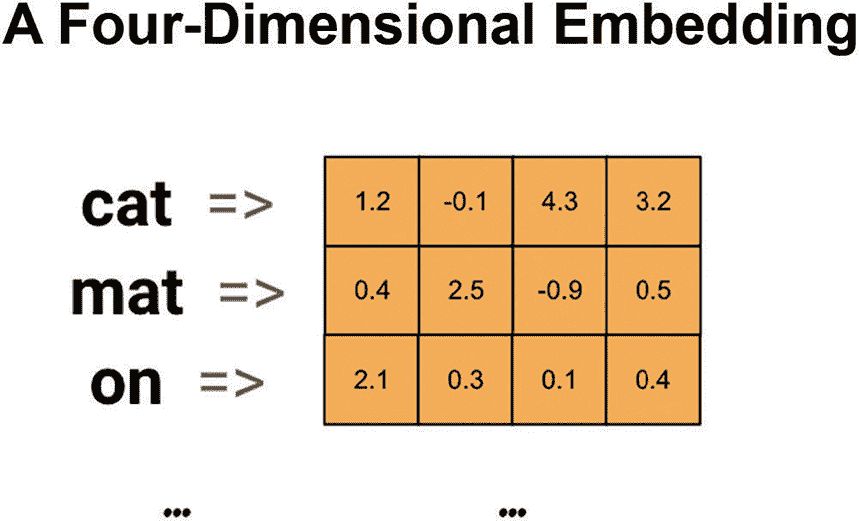 A Four-Dimensional Embedding
cat => 1.2 -0.1 4.3 3.2
mat => 0.4 2.5 -0.9 0.5
on => 2.1 0.3 0.1 0.4
... ...